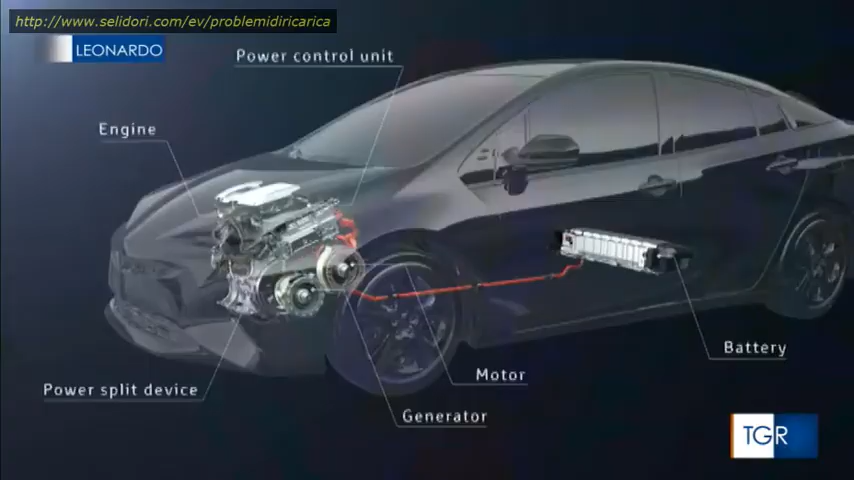 http://www.selidori.com/ev/problemidiricarica
LEONARDO
Power control unit
Engine
Battery
Motor
Power split device
Generator
TGR